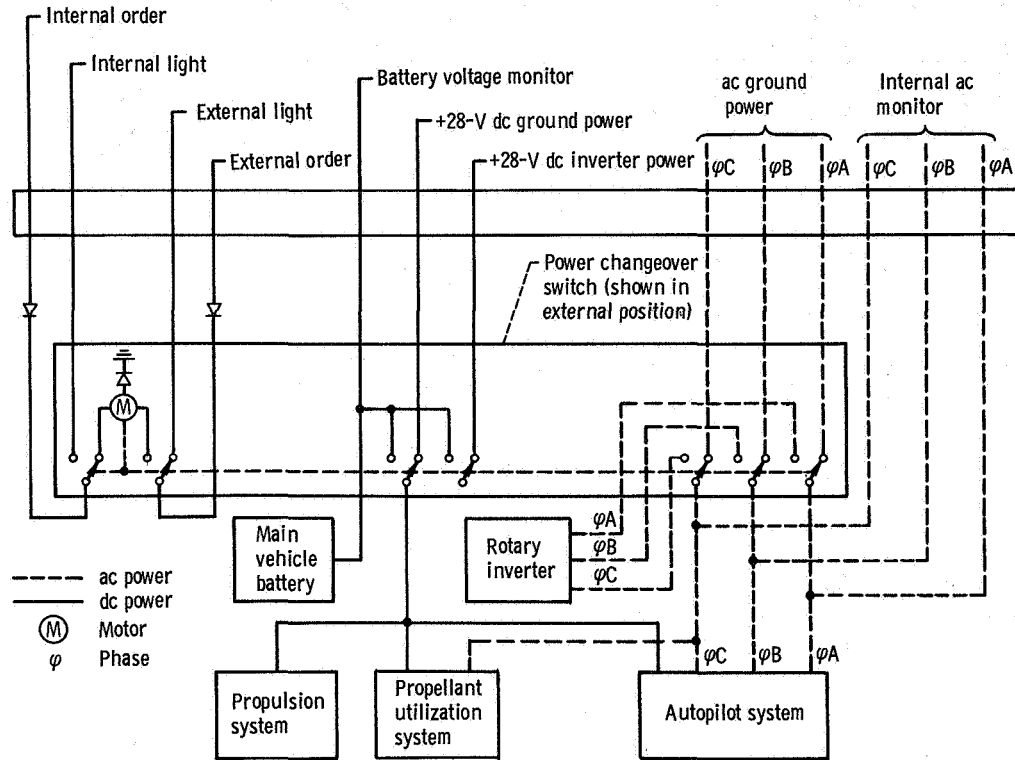 Internal order
Internal light
External light
External order
Battery voltage monitor
+28-V dc ground power
+28-V dc inverter power
ac ground
power
Internal ac
monitor
φC
φB
φA
φC
φB
φA
Power changeover
switch (shown in
external position)
M
Main
vehicle
battery
Rotary
inverter
φA
φB
φC
ac power
dc power
M Motor
φ Phase
φC
φB
φA
Propulsion
system
Propellant
utilization
system
Autopilot system